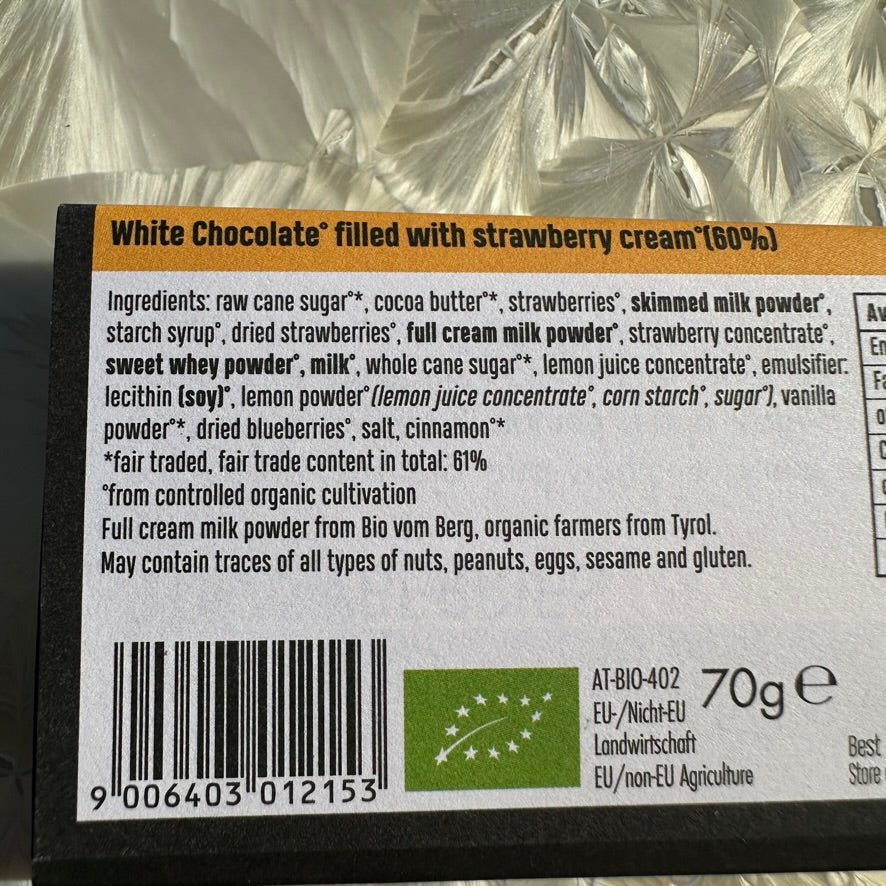 White Chocolate° filled with strawberry cream°(60%)
Ingredients: raw cane sugar°*, cocoa butter°*, strawberries°, skimmed milk powder°,
starch syrup°, dried strawberries°, full cream milk powder°, strawberry concentrate°,
sweet whey powder°, milk°, whole cane sugar°*, lemon juice concentrate°, emulsifier:
lecithin (soy)°, lemon powder°(lemon juice concentrate°, corn starch°, sugar°), vanilla
powder°*, dried blueberries°, salt, cinnamon°*
*fair traded, fair trade content in total: 61%
°from controlled organic cultivation
Full cream milk powder from Bio vom Berg, organic farmers from Tyrol.
May contain traces of all types of nuts, peanuts, eggs, sesame and gluten.
9 006403 012153
AT-BIO-402
EU-/Nicht-EU
Landwirtschaft
EU/non-EU Agriculture
70g e
Best
Store